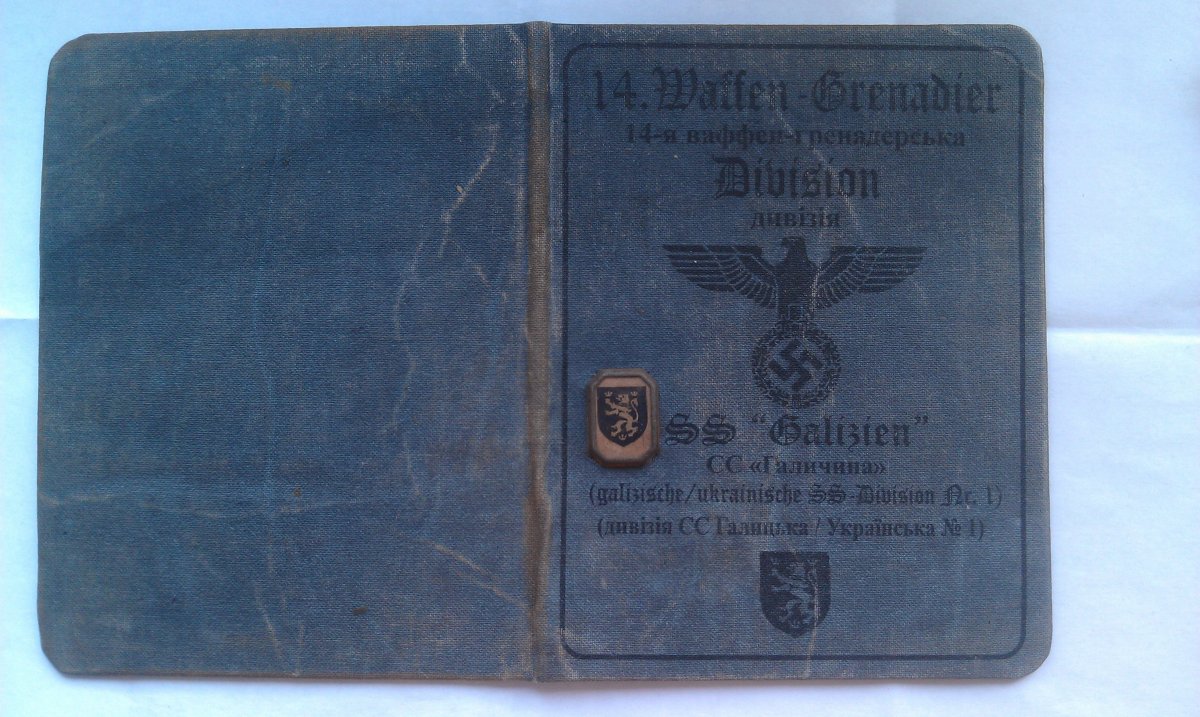 14. Waffen-Grenadier
14-я ваффен-гренадерська
Division
дивізія
SS “Galizien”
СС «Галичина»
(galizische/ukrainische SS-Division Nr. 1)
(дивізія СС Галицька / Українська № 1)